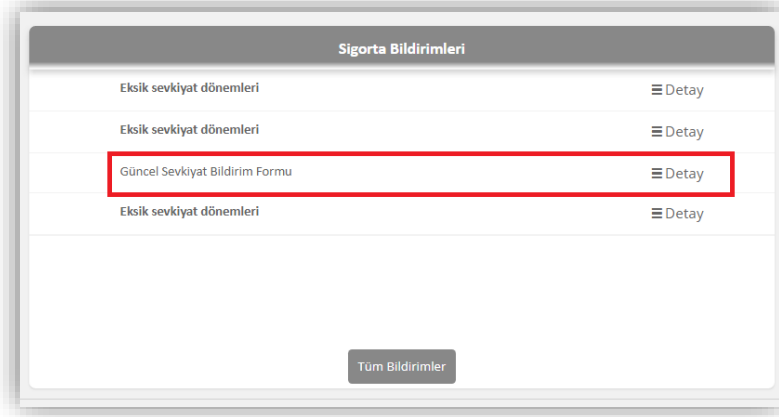 Sigorta Bildirimleri
Eksik sevkiyat dönemleri Detay
Eksik sevkiyat dönemleri Detay
Güncel Sevkiyat Bildirim Formu Detay
Eksik sevkiyat dönemleri Detay
Tüm Bildirimler